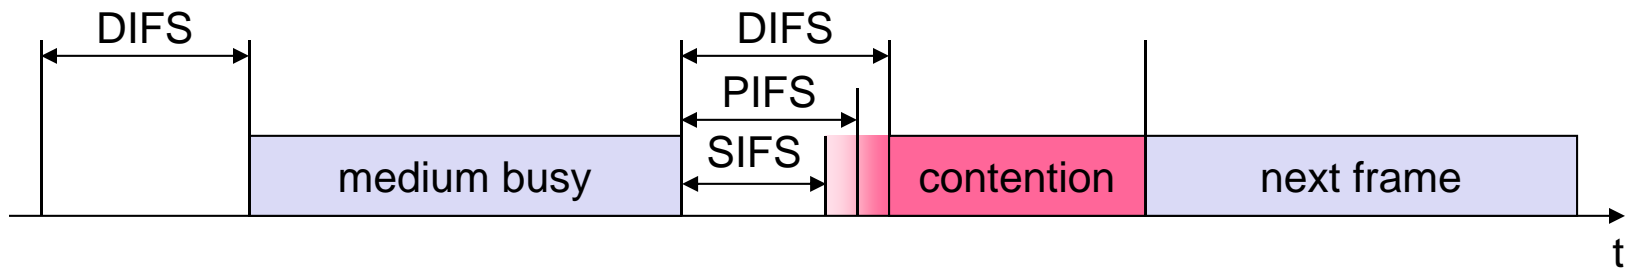 DIFS
DIFS
PIFS
SIFS
medium busy
contention
next frame
t